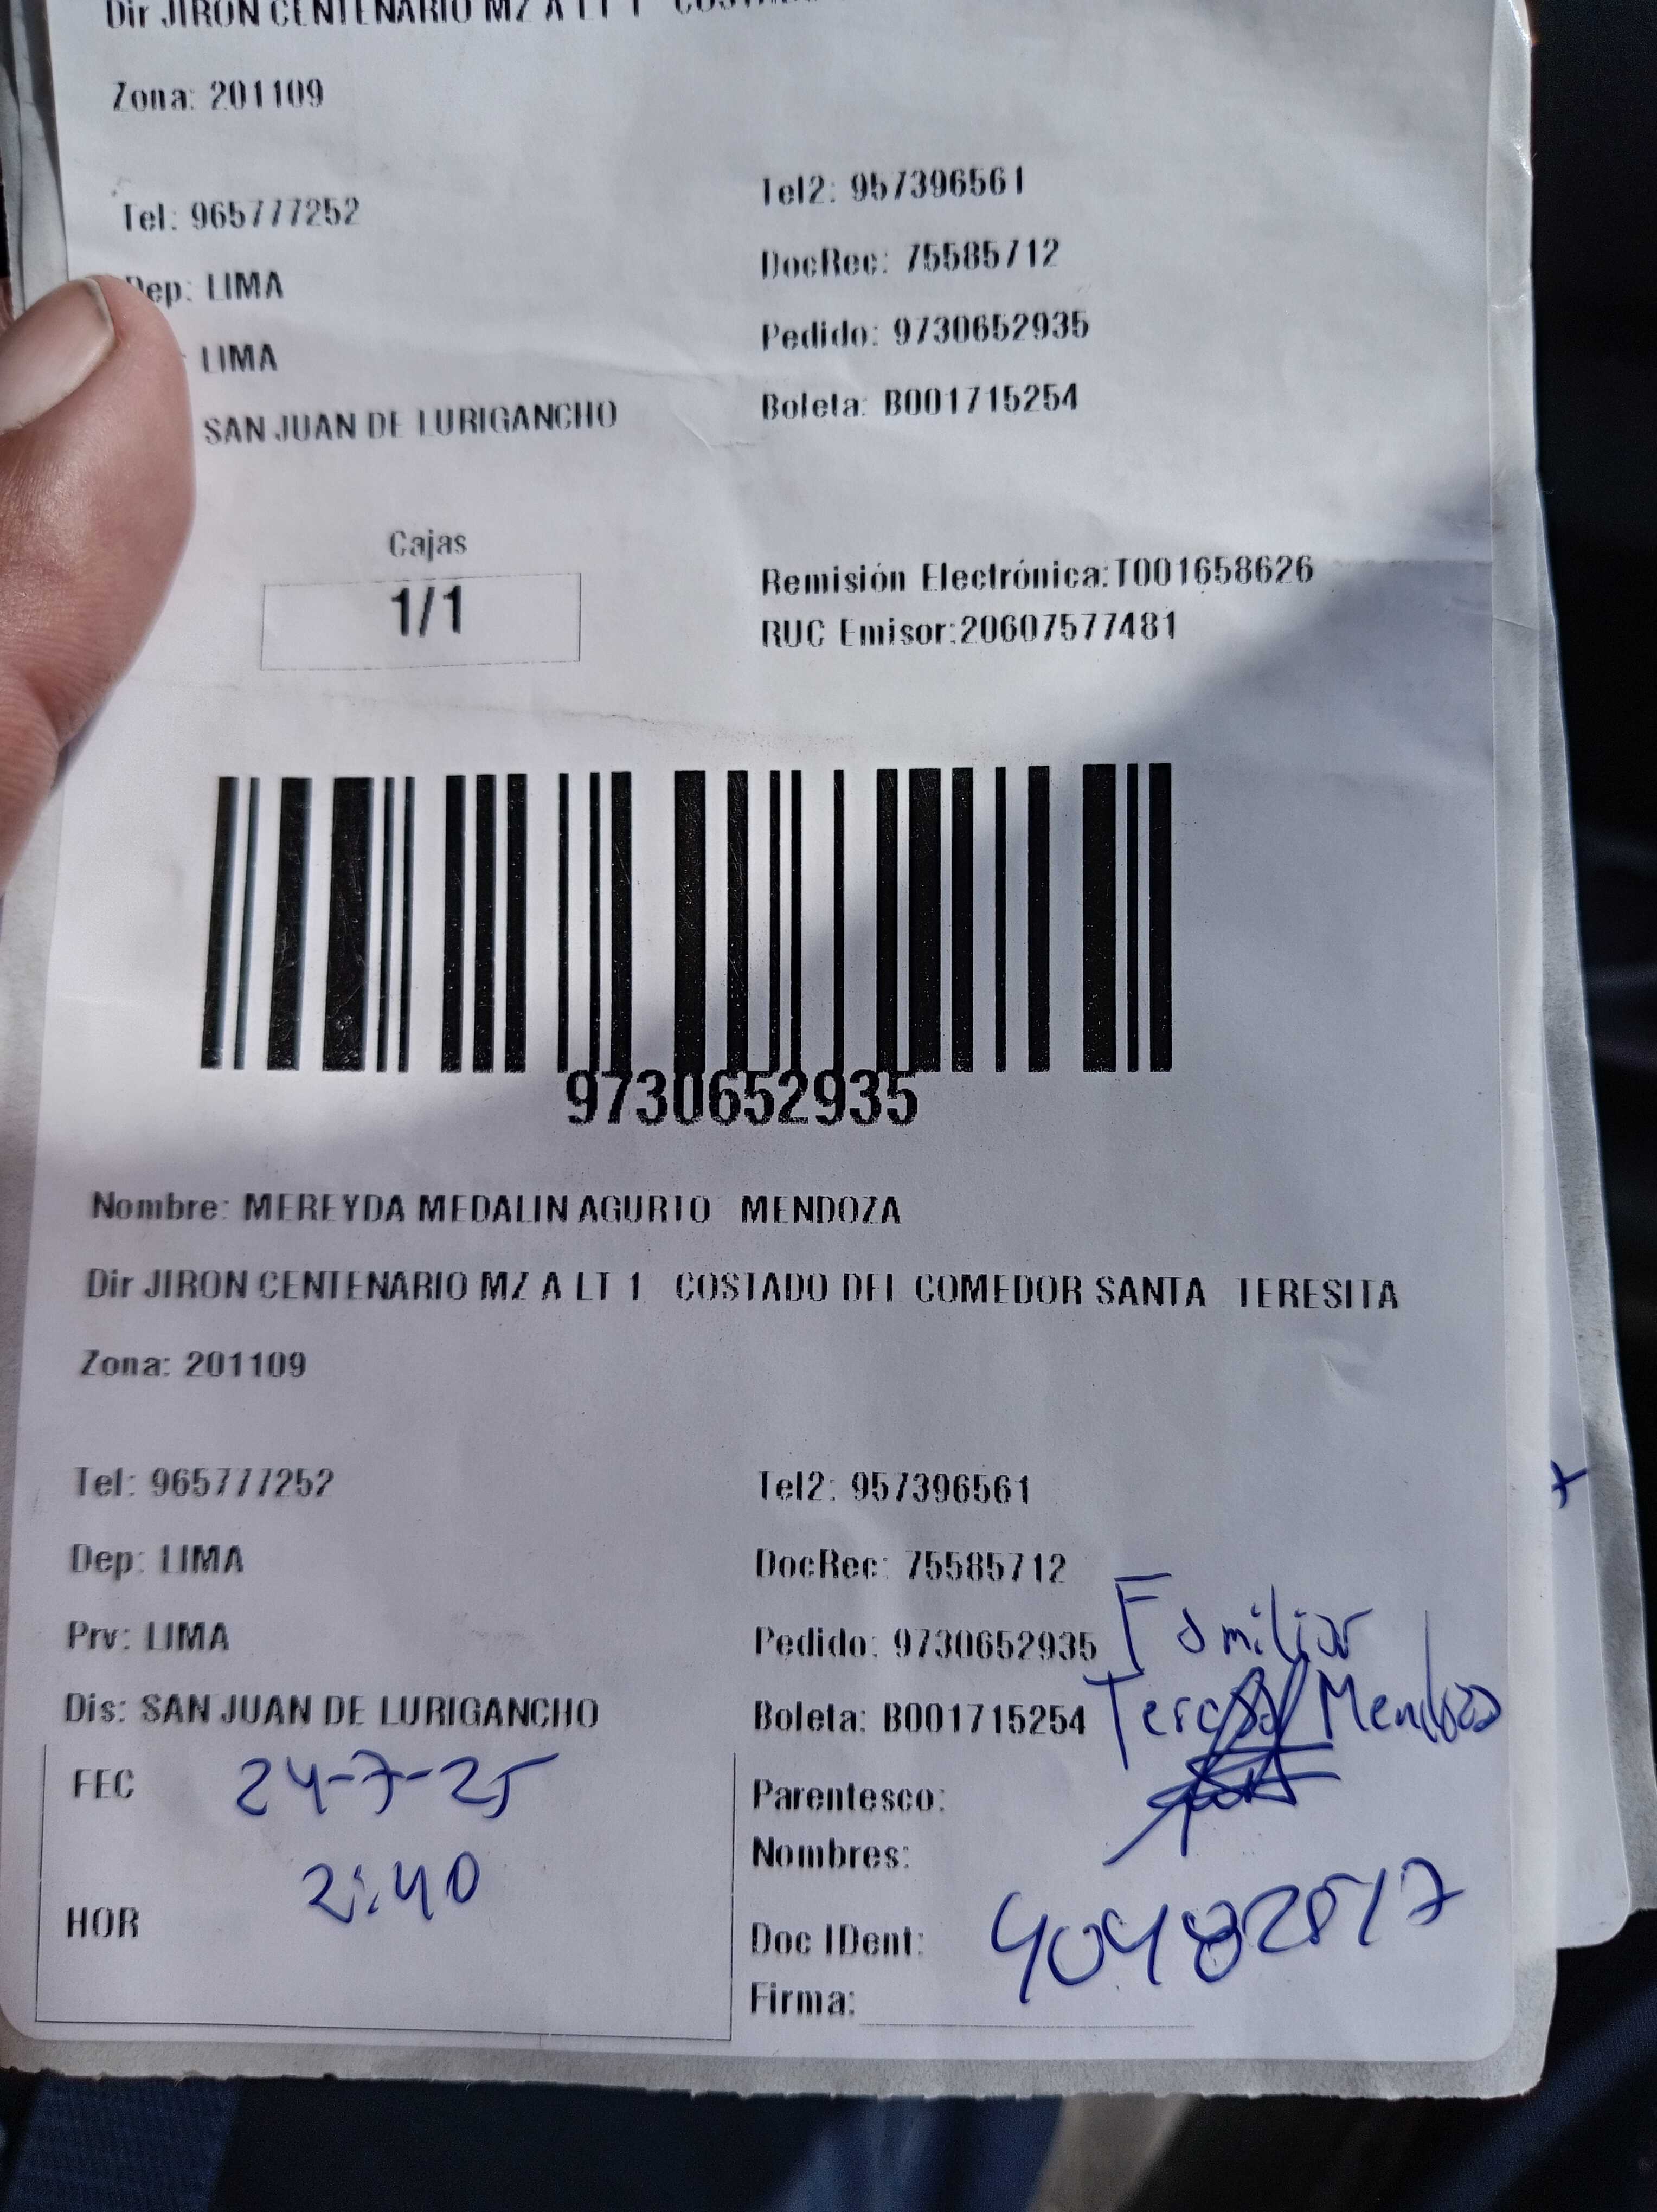 Dir JIRON CENTENARIO MZ A LT 1 COSTADO
Zona: 201109
Tel: 965777252
Tel2: 957396561
Dep: LIMA
DocRec: 75585712
LIMA
Pedido: 9730652935
SAN JUAN DE LURIGANCHO
Boleta: B001715254
Cajas
1/1
Remisión Electrónica:T001658626
RUC Emisor:20607577481
9730652935
Nombre: MEREYDA MEDALIN AGURTO MENDOZA
Dir JIRON CENTENARIO MZ A LT 1 COSTADO DEL COMEDOR SANTA TERESITA
Zona: 201109
Tel: 965777252
Tel2: 957396561
Dep: LIMA
DocRec: 75585712
Prv: LIMA
Pedido: 9730652935 Familiar
Dis: SAN JUAN DE LURIGANCHO
Boleta: B001715254 Teresa Mendoza
FEC 24-7-25
Parentesco:
Nombres:
HOR 2:40
Doc IDent: 40482517
Firma: